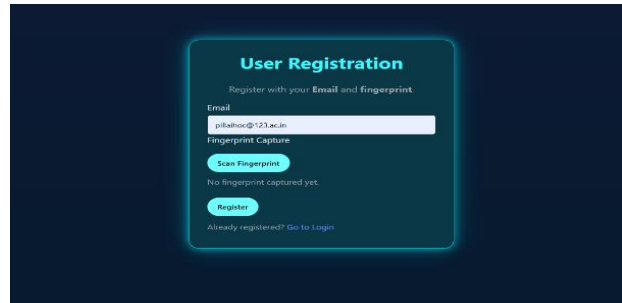 User Registration
Register with your Email and fingerprint.
Email
pillaihoc@123.ac.in
Fingerprint Capture
Scan Fingerprint
No fingerprint captured yet.
Register
Already registered? Go to Login